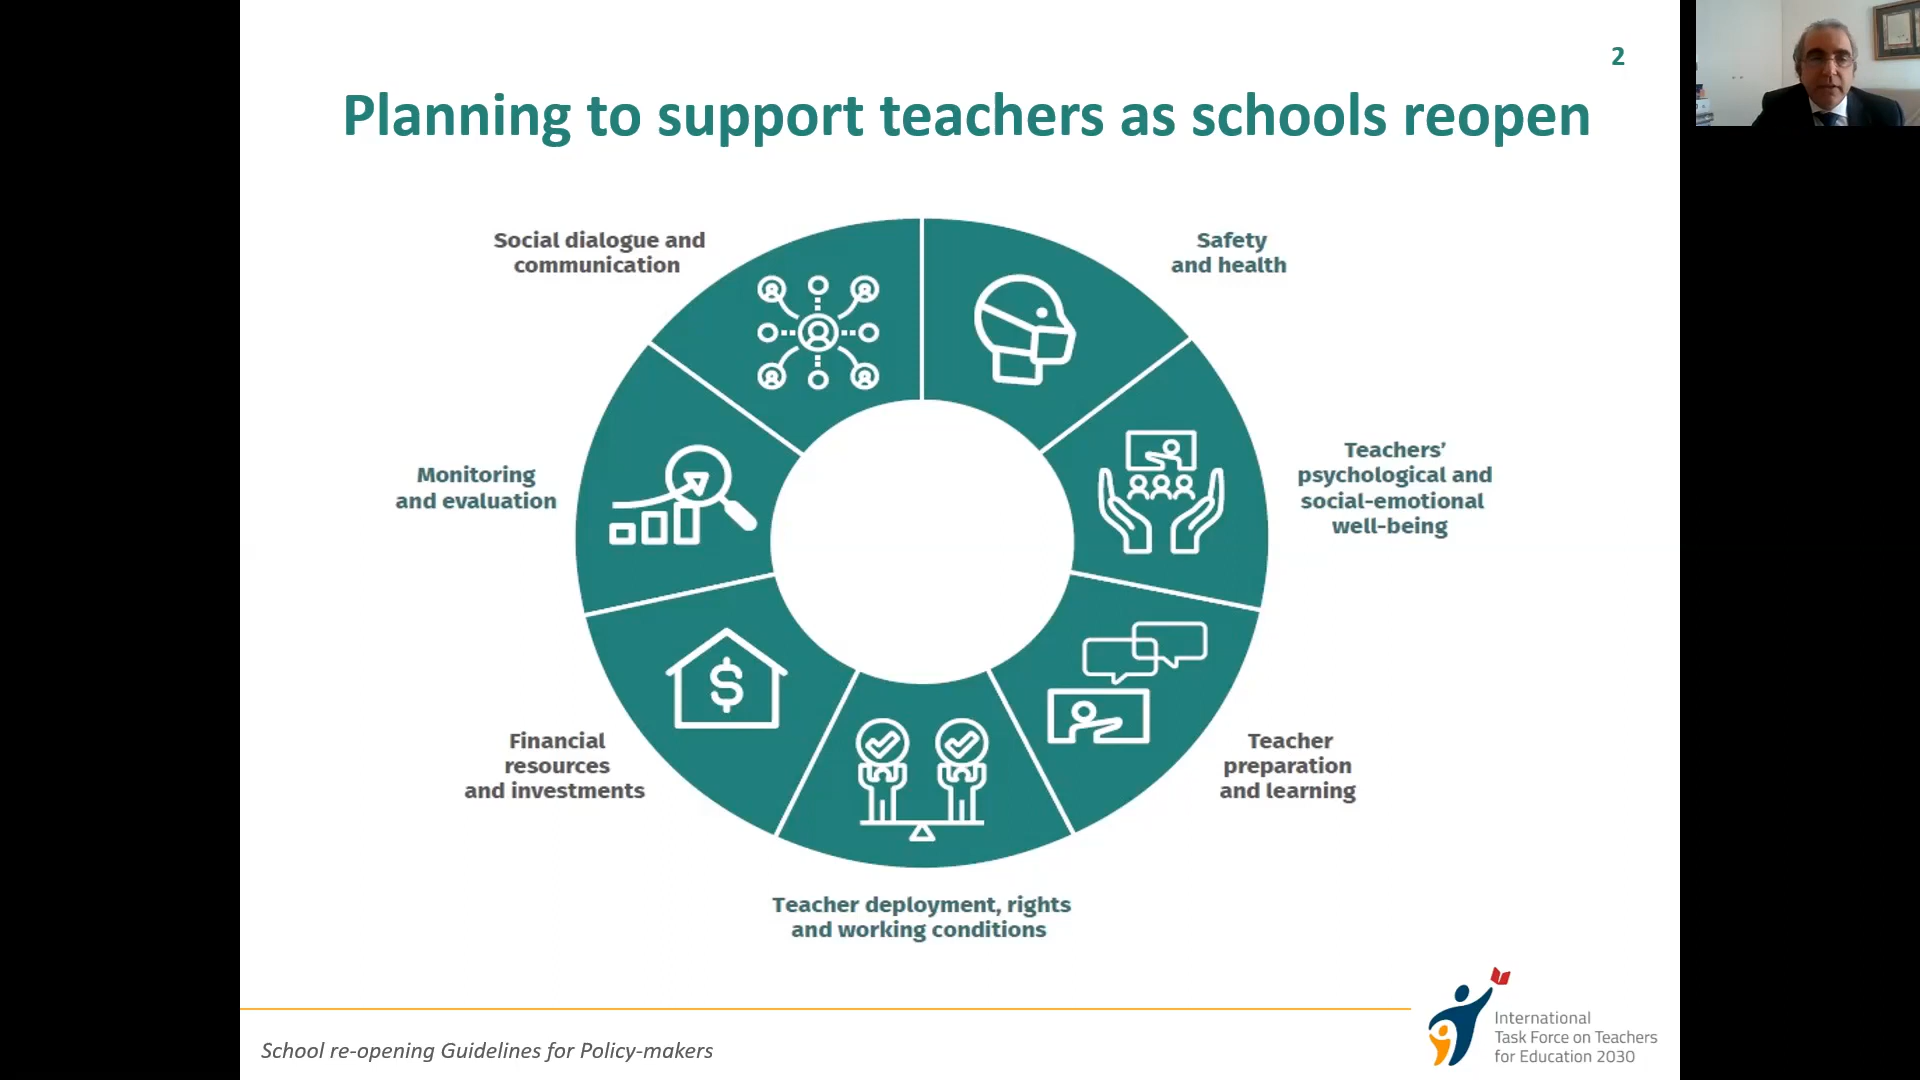 2
Planning to support teachers as schools reopen
Social dialogue and
communication
Safety
and health
Monitoring
and evaluation
Teachers’
psychological and
social-emotional
well-being
$
Financial
resources
and investments
Teacher
preparation
and learning
Teacher deployment, rights
and working conditions
School re-opening Guidelines for Policy-makers
International
Task Force on Teachers
for Education 2030